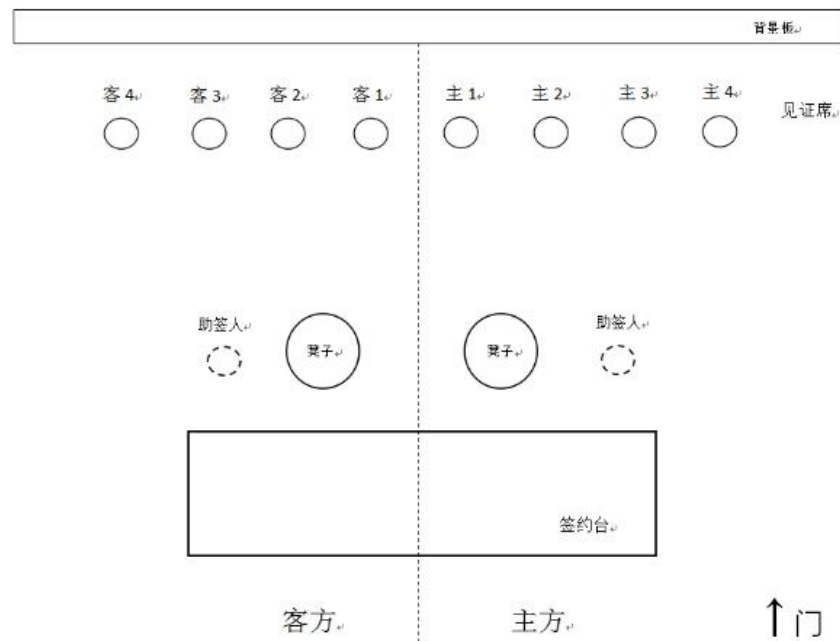 背景板
客 4 客 3 客 2 客 1 主 1 主 2 主 3 主 4
见证席
助签人 凳子 凳子 助签人
签约台
客方 主方 ↑门